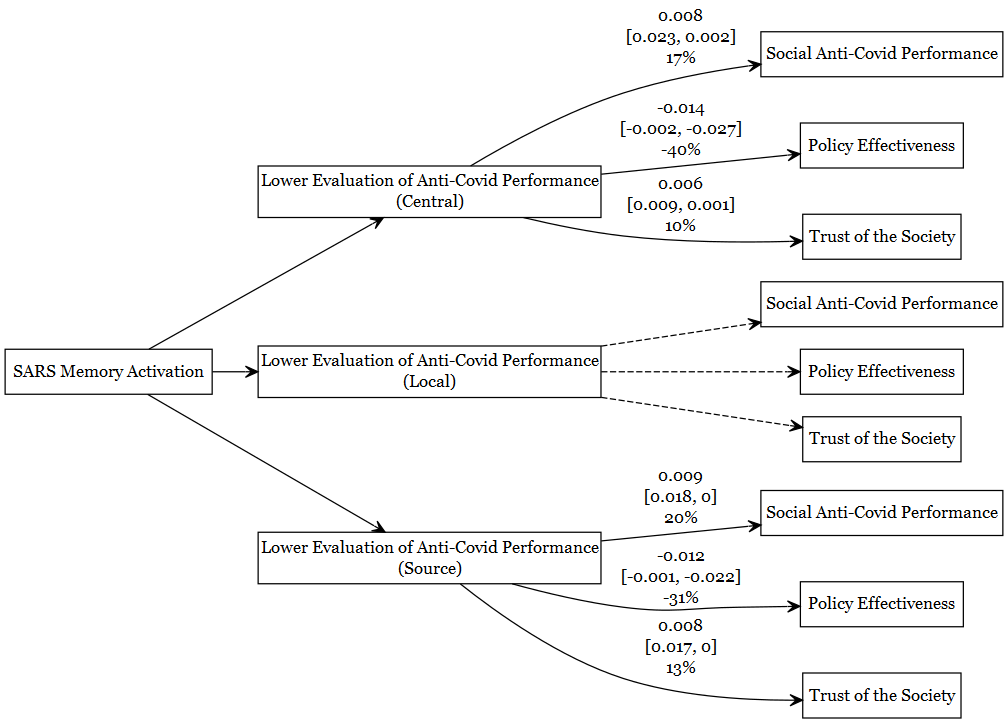 0.008
[0.023, 0.002]
17%
Social Anti-Covid Performance
-0.014
[-0.002, -0.027]
-40%
Policy Effectiveness
Lower Evaluation of Anti-Covid Performance
(Central)
0.006
[0.009, 0.001]
10%
Trust of the Society
Social Anti-Covid Performance
SARS Memory Activation
Lower Evaluation of Anti-Covid Performance
(Local)
Policy Effectiveness
Trust of the Society
0.009
[0.018, 0]
20%
Social Anti-Covid Performance
Lower Evaluation of Anti-Covid Performance
(Source)
-0.012
[-0.001, -0.022]
-31%
Policy Effectiveness
0.008
[0.017, 0]
13%
Trust of the Society